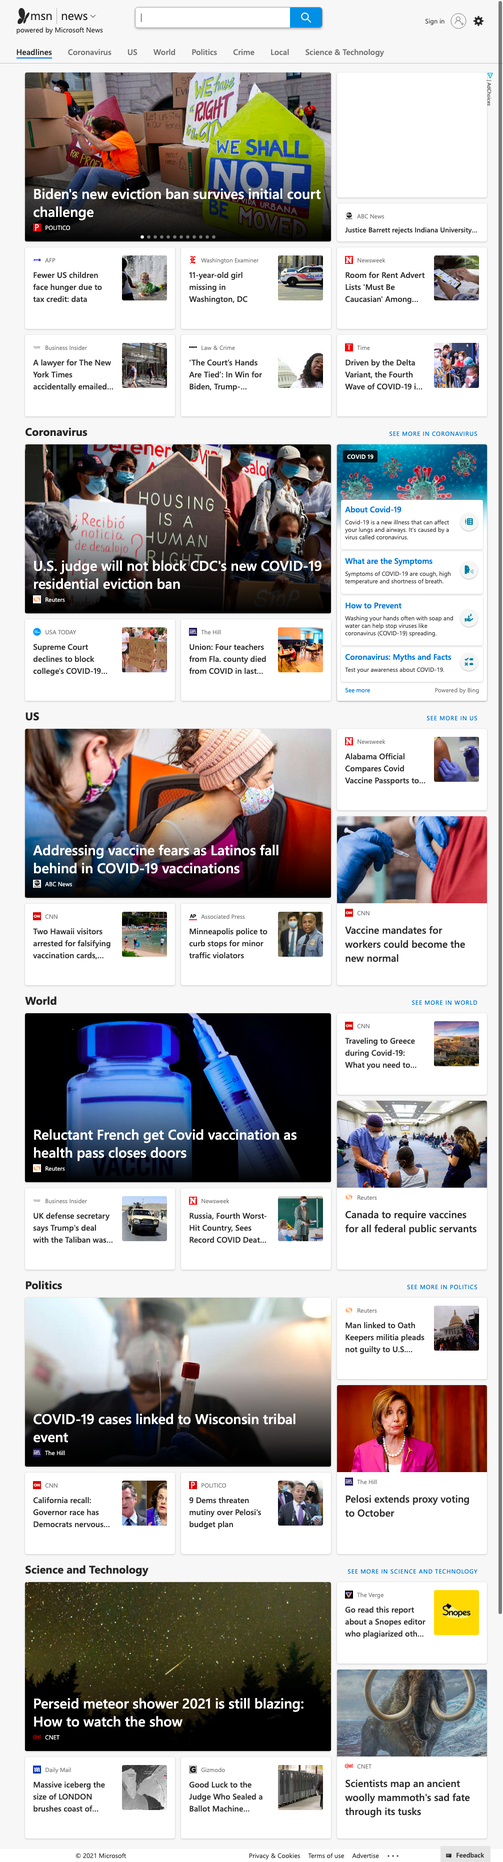 msn news
powered by Microsoft News
Sign in
Headlines Coronavirus US World Politics Crime Local Science & Technology
WE SHALL
NOT
BE MOVED
Biden's new eviction ban survives initial court
challenge
POLITICO
AdChoices
ABC News
Justice Barrett rejects Indiana University...
AFP
Fewer US children
face hunger due to
tax credit: data
Washington Examiner
11-year-old girl
missing in
Washington, DC
Newsweek
Room for Rent Advert
Lists 'Must Be
Caucasian' Among...
Business Insider
A lawyer for The New
York Times
accidentally emailed...
Law & Crime
'The Court's Hands
Are Tied': In Win for
Biden, Trump-...
Time
Driven by the Delta
Variant, the Fourth
Wave of COVID-19 i...
Coronavirus
SEE MORE IN CORONAVIRUS
HOUSING
IS A
HUMAN
RIGHT
¿Recibió
noticia de
desalojo?
U.S. judge will not block CDC's new COVID-19
residential eviction ban
Reuters
COVID 19
About Covid-19
Covid-19 is a new illness that can affect
your lungs and airways. It's caused by a
virus called coronavirus.
What are the Symptoms
Symptoms of COVID-19 are cough, high
temperature and shortness of breath.
How to Prevent
Washing your hands often with soap and
water can help stop viruses like
coronavirus (COVID-19) spreading.
Coronavirus: Myths and Facts
Test your awareness about COVID-19.
See more
Powered by Bing
USA TODAY
Supreme Court
declines to block
college's COVID-19...
The Hill
Union: Four teachers
from Fla. county died
from COVID in last...
US
SEE MORE IN US
Addressing vaccine fears as Latinos fall
behind in COVID-19 vaccinations
ABC News
Newsweek
Alabama Official
Compares Covid
Vaccine Passports to...
CNN
Vaccine mandates for
workers could become the
new normal
CNN
Two Hawaii visitors
arrested for falsifying
vaccination cards,...
Associated Press
Minneapolis police to
curb stops for minor
traffic violators
World
SEE MORE IN WORLD
Reluctant French get Covid vaccination as
health pass closes doors
Reuters
CNN
Traveling to Greece
during Covid-19:
What you need to...
Reuters
Canada to require vaccines
for all federal public servants
Business Insider
UK defense secretary
says Trump's deal
with the Taliban was...
Newsweek
Russia, Fourth Worst-
Hit Country, Sees
Record COVID Deat...
Politics
SEE MORE IN POLITICS
COVID-19 cases linked to Wisconsin tribal
event
The Hill
Reuters
Man linked to Oath
Keepers militia pleads
not guilty to U.S....
The Hill
Pelosi extends proxy voting
to October
CNN
California recall:
Governor race has
Democrats nervous...
POLITICO
9 Dems threaten
mutiny over Pelosi's
budget plan
Science and Technology
SEE MORE IN SCIENCE AND TECHNOLOGY
Perseid meteor shower 2021 is still blazing:
How to watch the show
CNET
The Verge
Go read this report
about a Snopes editor
who plagiarized oth...
Snopes
CNET
Scientists map an ancient
woolly mammoth's sad fate
through its tusks
Daily Mail
Massive iceberg the
size of LONDON
brushes coast of...
Gizmodo
Good Luck to the
Judge Who Sealed a
Ballot Machine...
© 2021 Microsoft
Privacy & Cookies Terms of use Advertise
Feedback